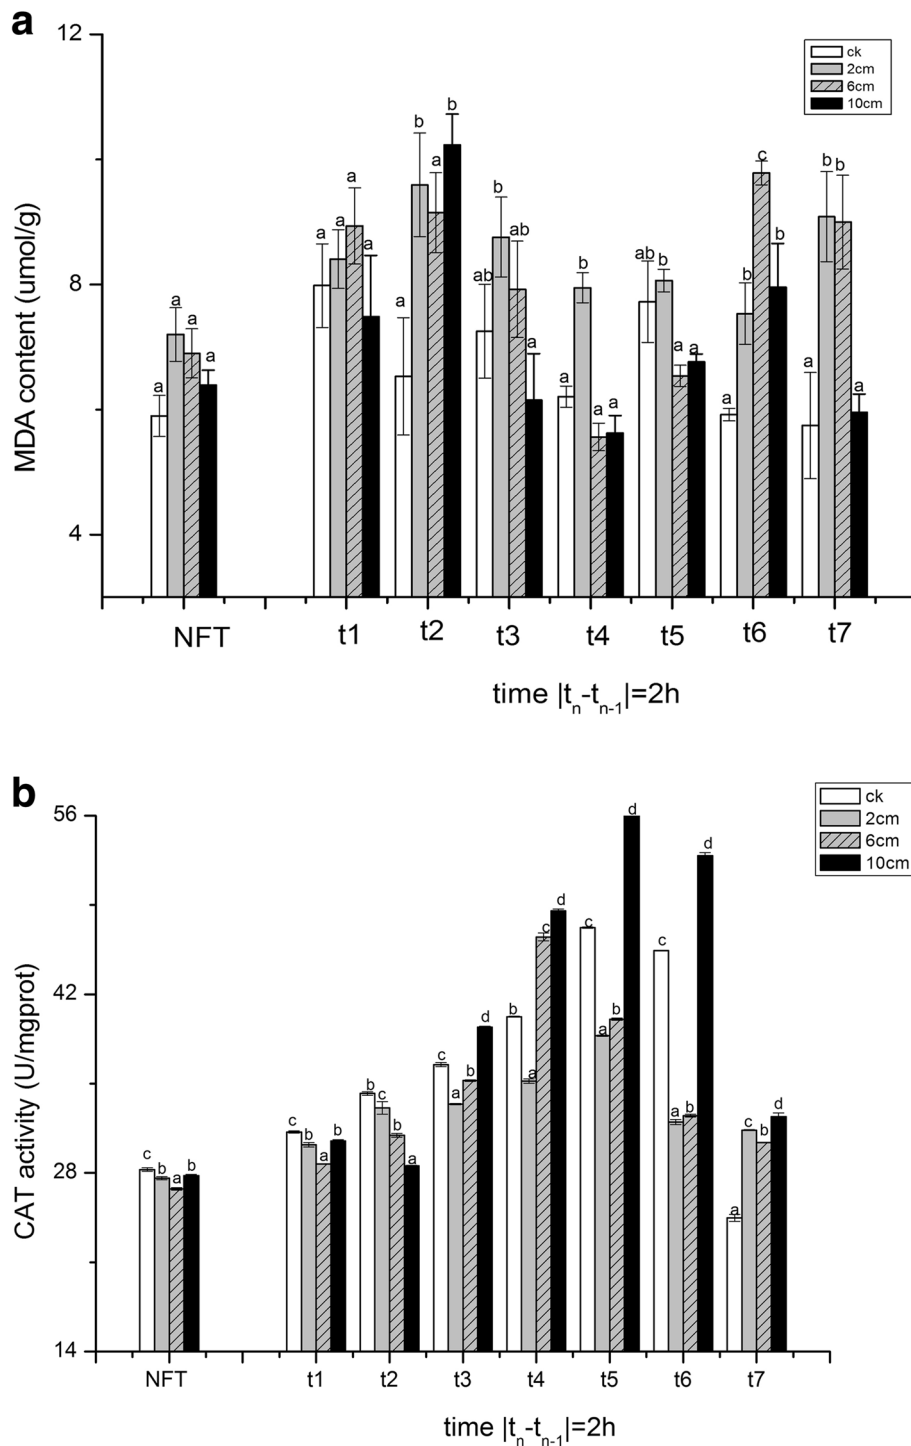 a
12
ck
2cm
6cm
10cm
b b
a c
a b b b
a a b
a a b ab b ab b b
a a ab
a a a a a a a
a a a a a
8
4
MDA content (umol/g)
NFT t1 t2 t3 t4 t5 t6 t7
time |tn-tn-1|=2h
b
56
ck
2cm
6cm
10cm
d
d
c d c c
42
d b a b
c b a
b c b a b c b d
c b a b c b a b a
28
a
14
CAT activity (U/mgprot)
NFT t1 t2 t3 t4 t5 t6 t7
time |tn-tn-1|=2h